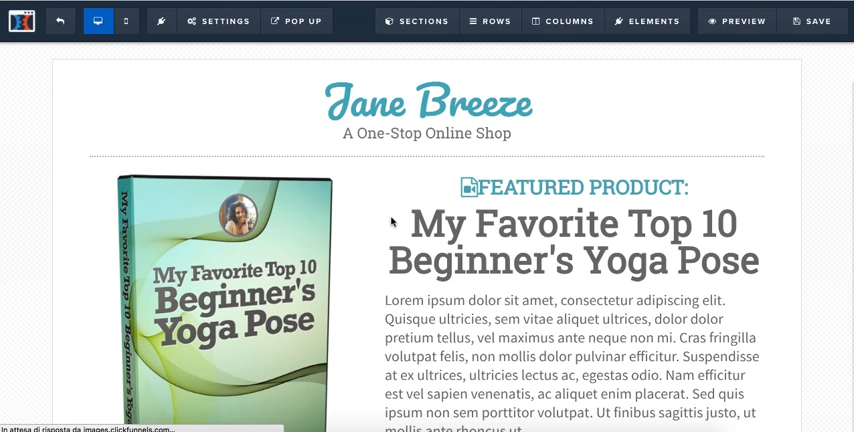 SETTINGS
POP UP
SECTIONS
ROWS
COLUMNS
ELEMENTS
PREVIEW
SAVE
Jane Breeze
A One-Stop Online Shop
My Favorite Top 10 Beginner's Yoga
My Favorite Top 10
Beginner's
Yoga Pose
FEATURED PRODUCT:
My Favorite Top 10
Beginner's Yoga Pose
Lorem ipsum dolor sit amet, consectetur adipiscing elit.
Quisque ultricies, sem vitae aliquet ultrices, dolor dolor
pretium tellus, vel maximus ante neque non mi. Cras fringilla
volutpat felis, non mollis dolor pulvinar efficitur. Suspendisse
at ex ultrices, ultricies lectus ac, egestas odio. Nam efficitur
est vel sapien venenatis, ac aliquet enim placerat. Sed quis
ipsum non sem porttitor volutpat. Ut finibus sagittis justo, ut
mollis ante rhoncus ut.
In attesa di risposta da images.clickfunnels.com...